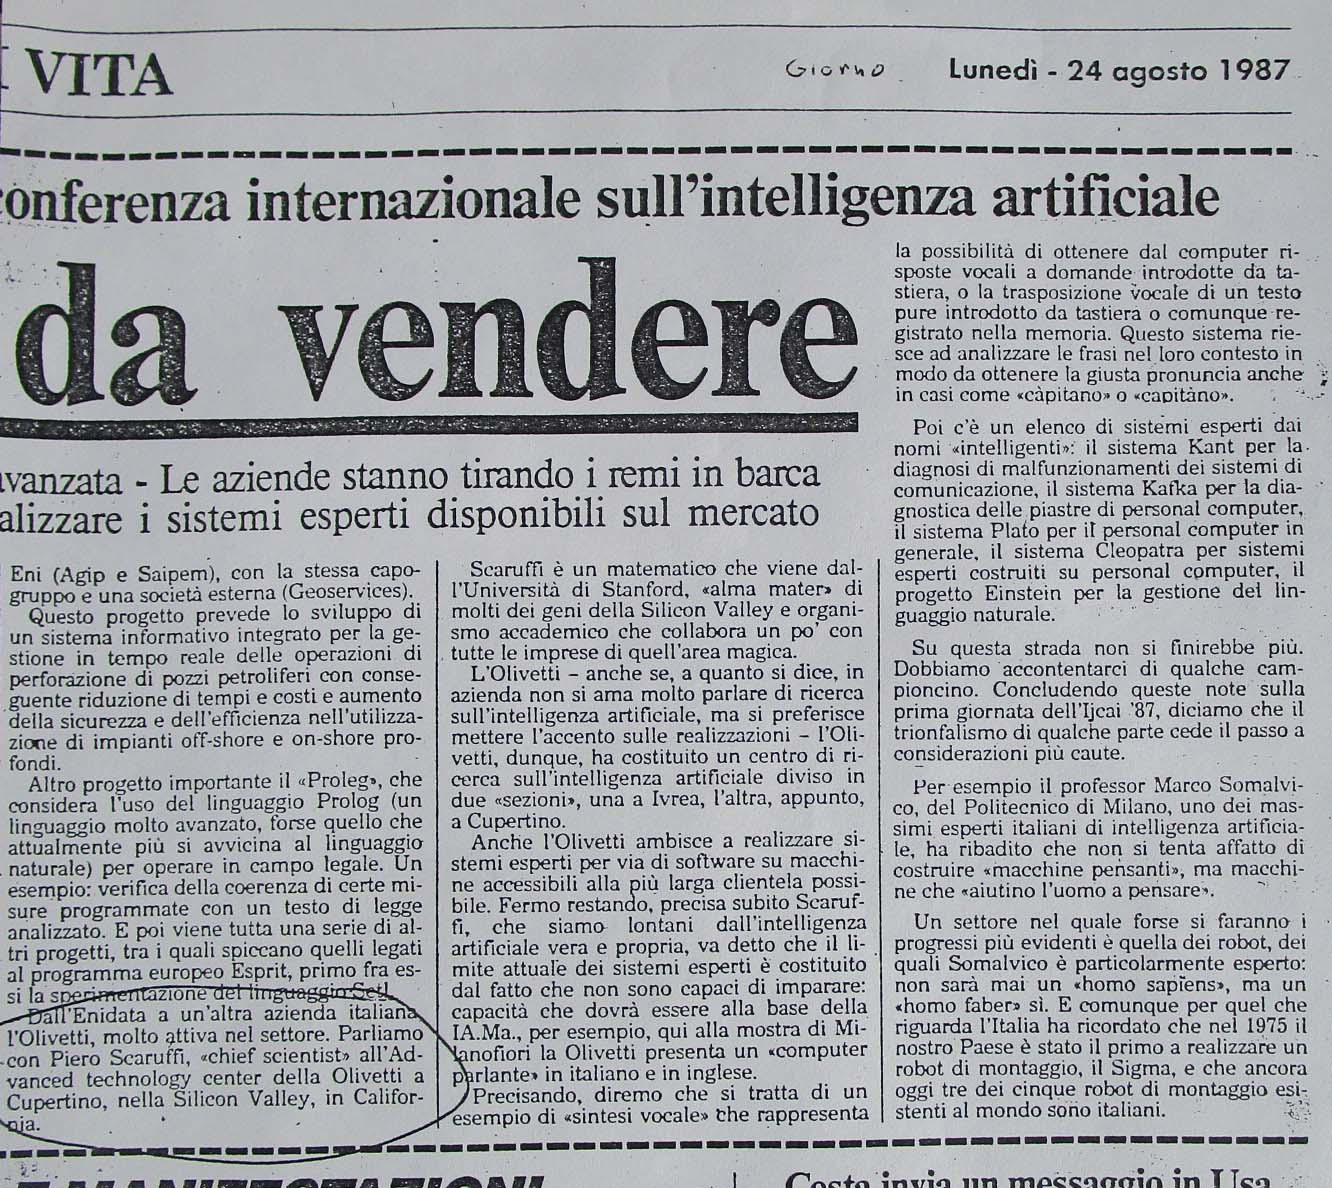 VITA
Giorno
Lunedì - 24 agosto 1987
onferenza internazionale sull'intelligenza artificiale
da vendere
vanzata - Le aziende stanno tirando i remi in barca
alizzare i sistemi esperti disponibili sul mercato
Eni (Agip e Saipem), con la stessa capo-
gruppo e una società esterna (Geoservices).
Questo progetto prevede lo sviluppo di
un sistema informativo integrato per la ge-
stione in tempo reale delle operazioni di
perforazione di pozzi petroliferi con conse-
guente riduzione di tempi e costi e aumento
della sicurezza e dell'efficienza nell'utilizza-
zione di impianti off-shore e on-shore pro-
fondi.
Altro progetto importante il «Proleg», che
considera l'uso del linguaggio Prolog (un
linguaggio molto avanzato, forse quello che
attualmente più si avvicina al linguaggio
naturale) per operare in campo legale. Un
esempio: verifica della coerenza di certe mi-
sure programmate con un testo di legge
analizzato. E poi viene tutta una serie di al-
tri progetti, tra i quali spiccano quelli legati
al programma europeo Esprit, primo fra es-
si la sperimentazione del linguaggio Setl.
Dall'Enidata a un'altra azienda italiana,
l'Olivetti, molto attiva nel settore. Parliamo
con Piero Scaruffi, «chief scientist» all'Ad-
vanced technology center della Olivetti a
Cupertino, nella Silicon Valley, in Califor-
nia.
Scaruffi è un matematico che viene dal-
l'Università di Stanford, «alma mater» di
molti dei geni della Silicon Valley e organi-
smo accademico che collabora un po' con
tutte le imprese di quell'area magica.
L'Olivetti - anche se, a quanto si dice, in
azienda non si ama molto parlare di ricerca
sull'intelligenza artificiale, ma si preferisce
mettere l'accento sulle realizzazioni - l'Oli-
vetti, dunque, ha costituito un centro di ri-
cerca sull'intelligenza artificiale diviso in
due «sezioni», una a Ivrea, l'altra, appunto,
a Cupertino.
Anche l'Olivetti ambisce a realizzare si-
stemi esperti per via di software su macchi-
ne accessibili alla più larga clientela possi-
bile. Fermo restando, precisa subito Scaruf-
fi, che siamo lontani dall'intelligenza
artificiale vera e propria, va detto che il li-
mite attuale dei sistemi esperti è costituito
dal fatto che non sono capaci di imparare:
capacità che dovrà essere alla base della
IA.Ma., per esempio, qui alla mostra di Mi-
lanofiori la Olivetti presenta un «computer
parlante» in italiano e in inglese.
Precisando, diremo che si tratta di un
esempio di «sintesi vocale» che rappresenta
la possibilità di ottenere dal computer ri-
sposte vocali a domande introdotte da ta-
stiera, o la trasposizione vocale di un testo
pure introdotto da tastiera o comunque re-
gistrato nella memoria. Questo sistema rie-
sce ad analizzare le frasi nel loro contesto in
modo da ottenere la giusta pronuncia anche
in casi come «càpitano» o «capitàno».
Poi c'è un elenco di sistemi esperti dai
nomi «intelligenti»: il sistema Kant per la
diagnosi di malfunzionamenti dei sistemi di
comunicazione, il sistema Kafka per la dia-
gnostica delle piastre di personal computer,
il sistema Plato per il personal computer in
generale, il sistema Cleopatra per sistemi
esperti costruiti su personal computer, il
progetto Einstein per la gestione del lin-
guaggio naturale.
Su questa strada non si finirebbe più.
Dobbiamo accontentarci di qualche cam-
pioncino. Concludendo queste note sulla
prima giornata dell'Ijcai '87, diciamo che il
trionfalismo di qualche parte cede il passo a
considerazioni più caute.
Per esempio il professor Marco Somalvi-
co, del Politecnico di Milano, uno dei mas-
simi esperti italiani di intelligenza artificia-
le, ha ribadito che non si tenta affatto di
costruire «macchine pensanti», ma macchi-
ne che «aiutino l'uomo a pensare».
Un settore nel quale forse si faranno i
progressi più evidenti è quella dei robot, dei
quali Somalvico è particolarmente esperto:
non sarà mai un «homo sapiens», ma un
«homo faber» sì. E comunque per quel che
riguarda l'Italia ha ricordato che nel 1975 il
nostro Paese è stato il primo a realizzare un
robot di montaggio, il Sigma, e che ancora
oggi tre dei cinque robot di montaggio esi-
stenti al mondo sono italiani.
MANIFESTAZIONI
Costo invia un messaggio in Usa